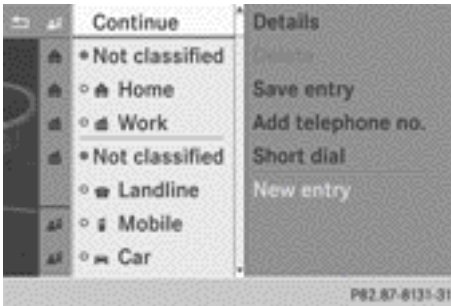 Continue
Not classified
Home
Work
Not classified
Landline
Mobile
Car
Details
Delete
Save entry
Add telephone no.
Short dial
New entry
P82.87-8131-31